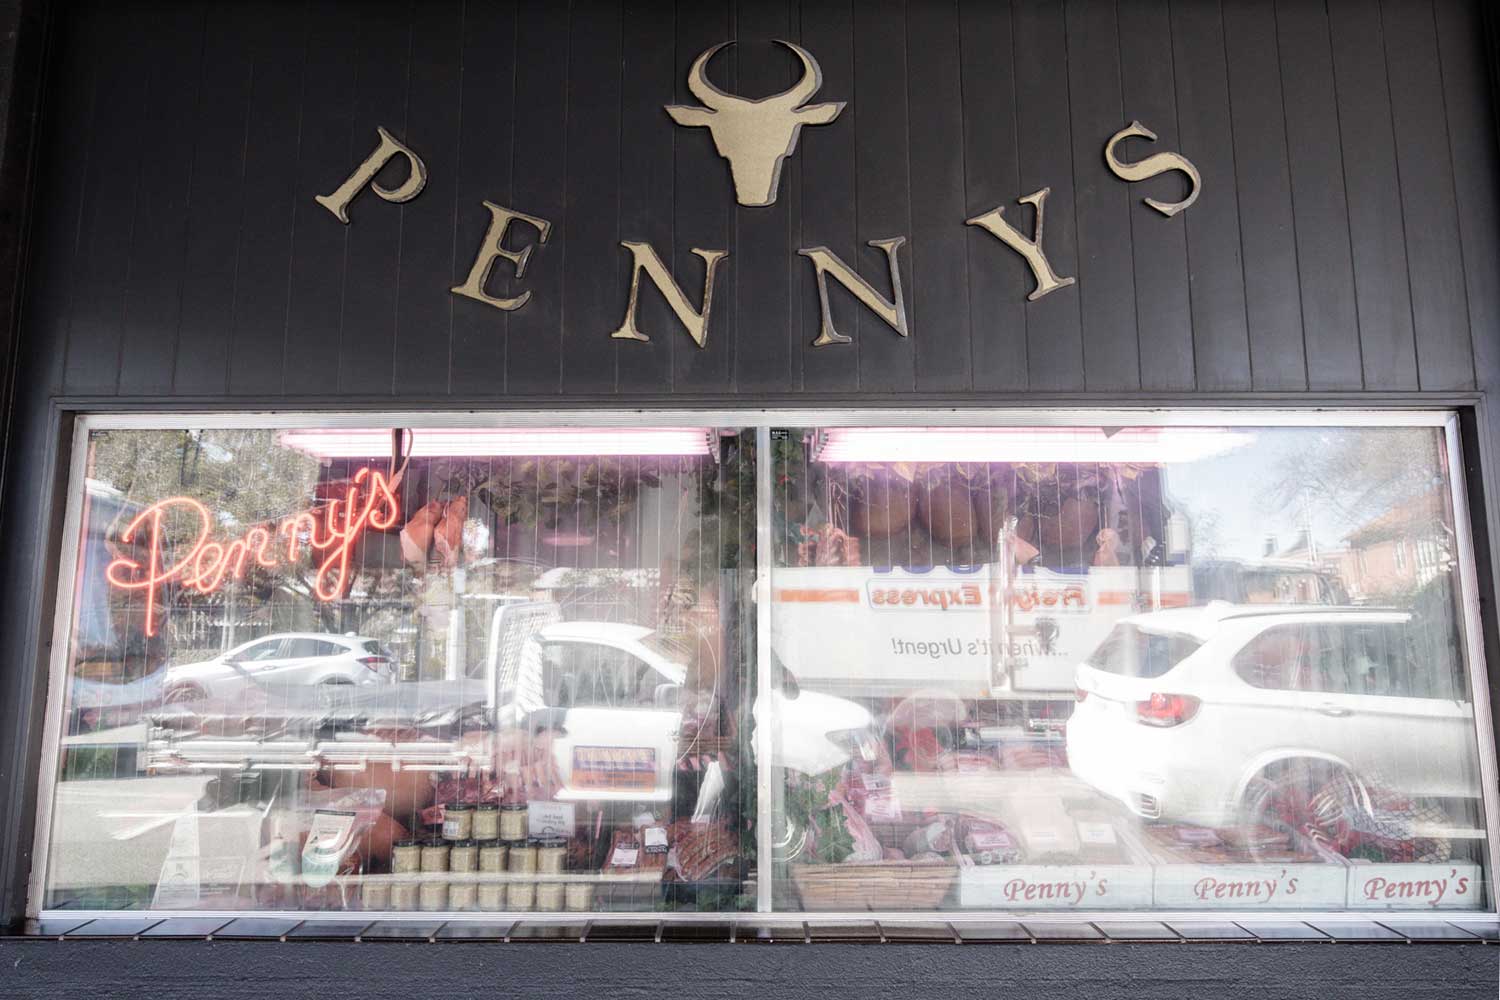 PENNYS
Penny's
Freight Express
...When it's Urgent!
Penny's
Penny's
Penny's